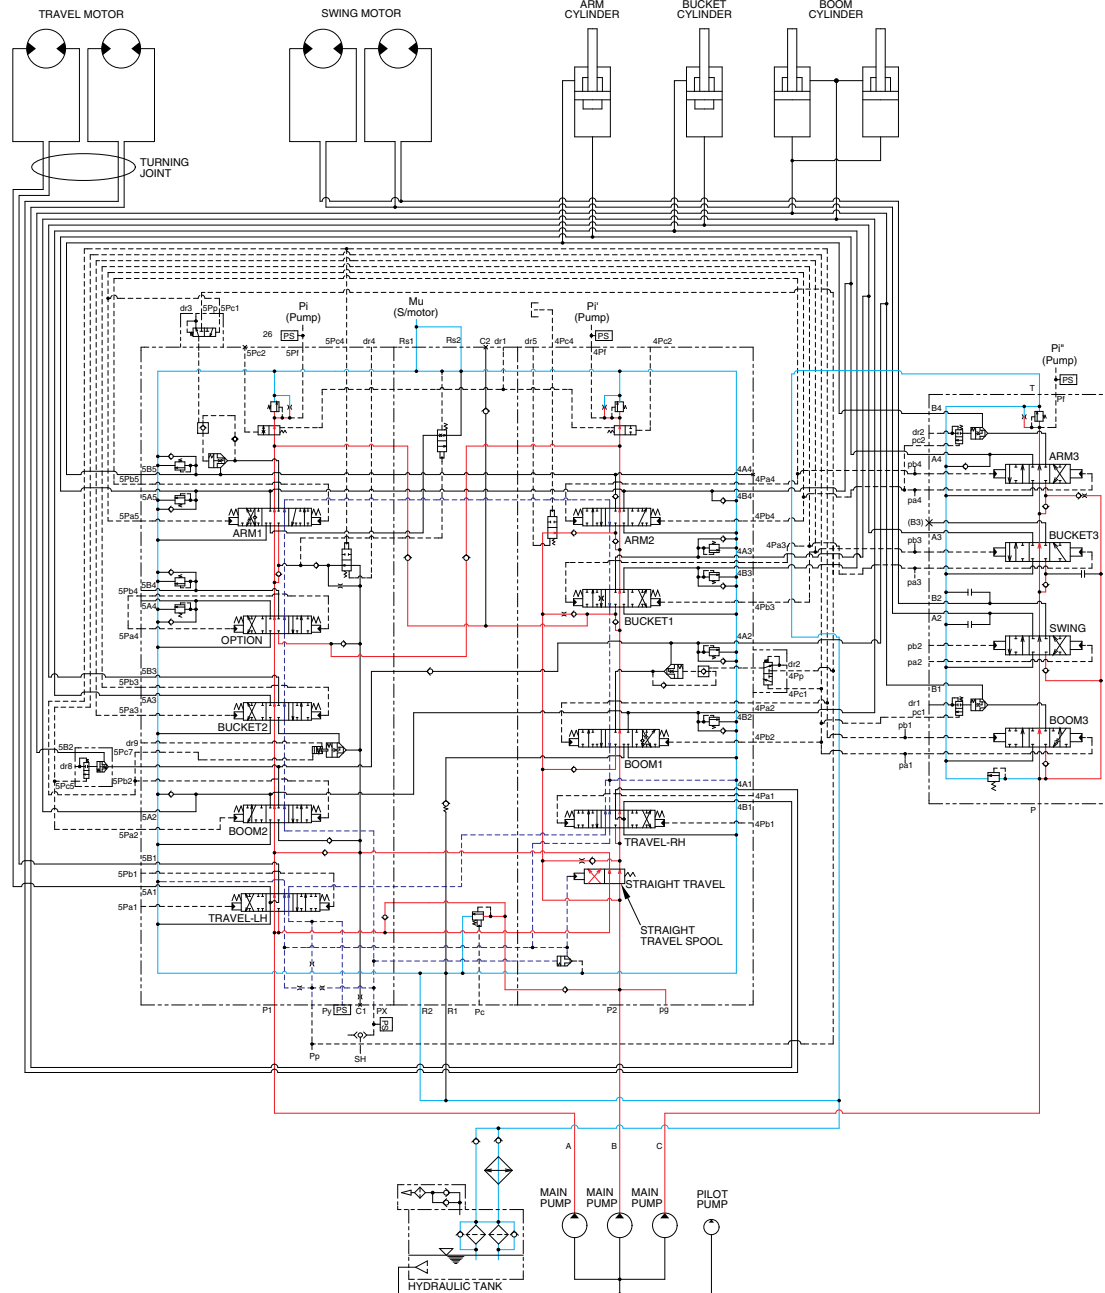 TRAVEL MOTOR
SWING MOTOR
ARM
CYLINDER
BUCKET
CYLINDER
BOOM
CYLINDER
TURNING
JOINT
dr3
5Pp
5Pc1
Pi
(Pump)
26
PS
5Pc2
5Pf
5Pc4
dr4
Mu
(S/motor)
Rs1
Rs2
C2
dr1
dr5
4Pc4
Pi'
(Pump)
PS
4Pf
4Pc2
Pi"
(Pump)
PS
T
Pf
B4
dr2
pc2
A4
pb4
pa4
ARM3
(B3)
A3
pb3
pa3
BUCKET3
B2
A2
pb2
pa2
SWING
B1
dr1
pc1
pb1
pa1
BOOM3
P
5B5
5Pb5
5A5
5Pa5
ARM1
4A4
4Pa4
4B4
4Pb4
ARM2
4A3
4Pa3
4B3
4Pb3
BUCKET1
5B4
5Pb4
5A4
5Pa4
OPTION
4A2
dr2
4Pp
4Pc1
4Pa2
4B2
4Pb2
BOOM1
5B3
5Pb3
5A3
5Pa3
BUCKET2
dr9
5Pc7
5B2
dr8
5Pc5
5Pb2
5A2
5Pa2
BOOM2
4A1
4Pa1
4B1
4Pb1
TRAVEL-RH
5B1
5Pb1
5A1
5Pa1
TRAVEL-LH
STRAIGHT TRAVEL
STRAIGHT
TRAVEL SPOOL
P1
Py
PS
C1
PX
PS
R2
R1
Pc
P2
pg
Pp
SH
A
B
C
MAIN
PUMP
MAIN
PUMP
MAIN
PUMP
PILOT
PUMP
HYDRAULIC TANK